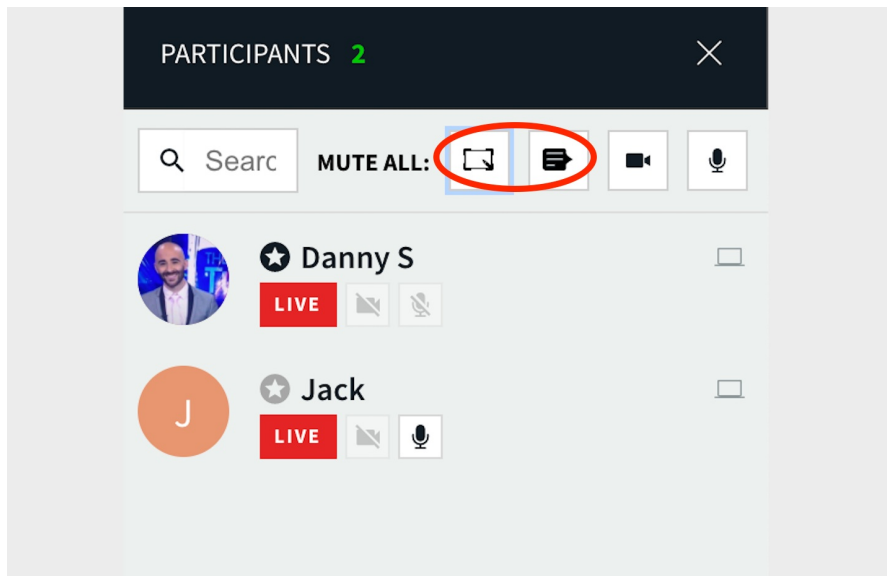 PARTICIPANTS 2
Searc MUTE ALL:
Danny S
LIVE
J
Jack
LIVE